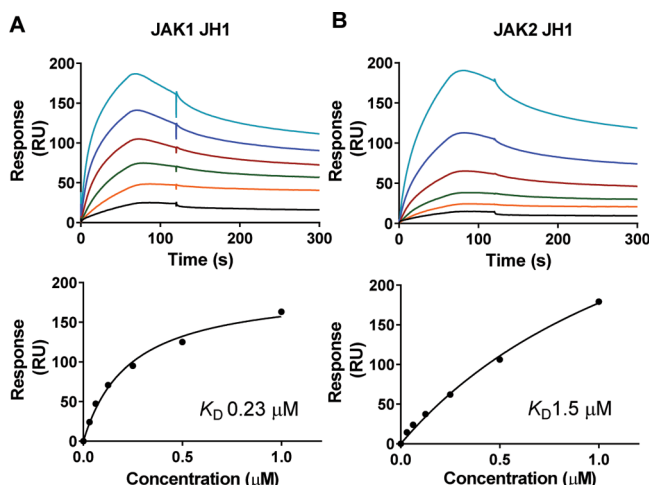 A
JAK1 JH1
Response
(RU)
200
150
100
50
0
0
100
200
300
Time (s)
B
JAK2 JH1
Response
(RU)
200
150
100
50
0
0
100
200
300
Time (s)
Response
(RU)
200
150
100
50
0
K_D 0.23 μM
0.0
0.5
1.0
Concentration (μM)
Response
(RU)
200
150
100
50
0
K_D 1.5 μM
0.0
0.5
1.0
Concentration (μM)